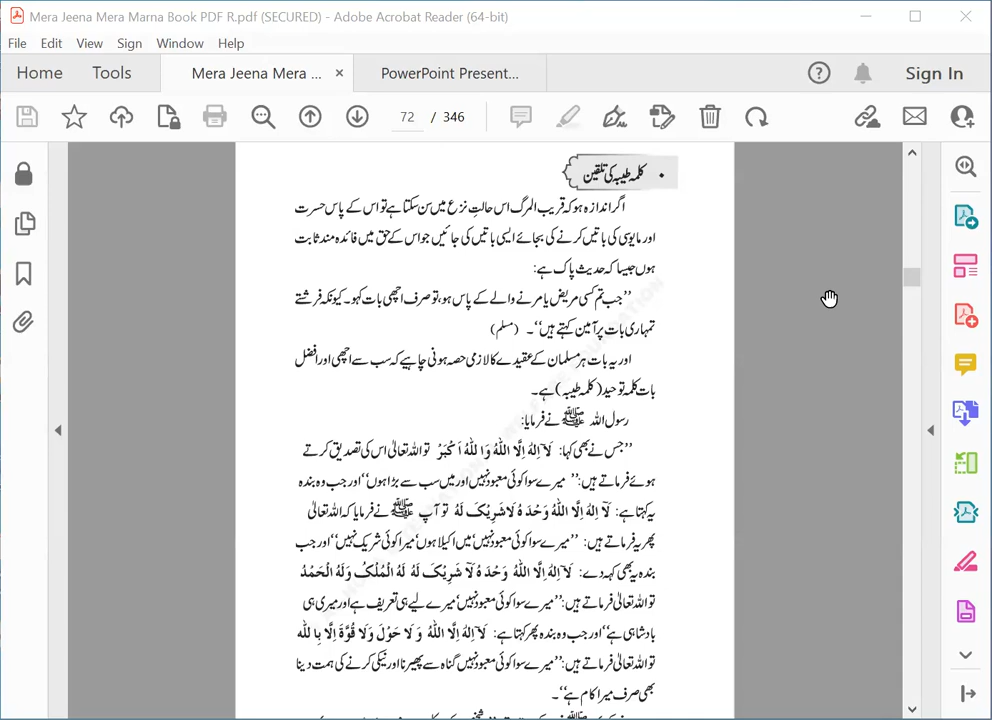 Mera Jeena Mera Marna Book PDF R.pdf (SECURED) - Adobe Acrobat Reader (64-bit)
File Edit View Sign Window Help
Home Tools Mera Jeena Mera ... × PowerPoint Present... Sign In
72 / 346
• کلمہ طیبہ کی تلقین
اگر اندازہ ہو کہ قریب المرگ اس حالتِ نزع میں سن سکتا ہے تو اس کے پاس حسرت
اور مایوسی کی باتیں کرنے کی بجائے ایسی باتیں کی جائیں جو اس کے حق میں فائدہ مند ثابت
ہوں جیسا کہ حدیث پاک ہے:
’’جب تم کسی مریض یا مرنے والے کے پاس ہو، تو صرف اچھی بات کہو۔ کیونکہ فرشتے
تمہاری بات پر آمین کہتے ہیں‘‘۔ (مسلم)
اور یہ بات ہر مسلمان کے عقیدے کا لازمی حصہ ہونی چاہیے کہ سب سے اچھی اور افضل
بات کلمہ توحید (کلمہ طیبہ) ہے۔
رسول اللہ ﷺ نے فرمایا:
’’جس نے بھی کہا: لَآ اِلٰہَ اِلَّا اللّٰہُ وَا للّٰہُ اَکْبَرُ تو اللہ تعالیٰ اس کی تصدیق کرتے
ہوئے فرماتے ہیں: ’’ میرے سوا کوئی معبود نہیں اور میں سب سے بڑا ہوں‘‘ اور جب وہ بندہ
یہ کہتا ہے: لَآ اِلٰہَ اِلَّا اللّٰہُ وَحْدَ ہٗ لَاشَرِیْکَ لَہٗ تو آپ ﷺ نے فرمایا کہ اللہ تعالیٰ
پھر یہ فرماتے ہیں: ’’میرے سوا کوئی معبود نہیں‘ میں اکیلا ہوں‘ میرا کوئی شریک نہیں‘‘ اور جب
بندہ یہ بھی کہہ دے: لَآ اِلٰہَ اِلَّا اللّٰہُ وَحْدَ ہٗ لَآ شَرِیْکَ لَہٗ لَہُ الْمُلْکُ وَلَہُ الْحَمْدُ
تو اللہ تعالیٰ فرماتے ہیں: ’’میرے سوا کوئی معبود نہیں‘ میرے لیے ہی تعریف ہے اور میری ہی
بادشاہی ہے‘‘ اور جب وہ بندہ پھر کہتا ہے: لَآ اِلٰہَ اِلَّا اللّٰہُ وَ لَا حَوْلَ وَلَا قُوَّۃَ اِلَّا بِا للّٰہ
تو اللہ تعالیٰ فرماتے ہیں: ’’میرے سوا کوئی معبود نہیں گناہ سے پھیرنا اور نیکی کرنے کی ہمت دینا
بھی صرف میرا کام ہے‘‘۔